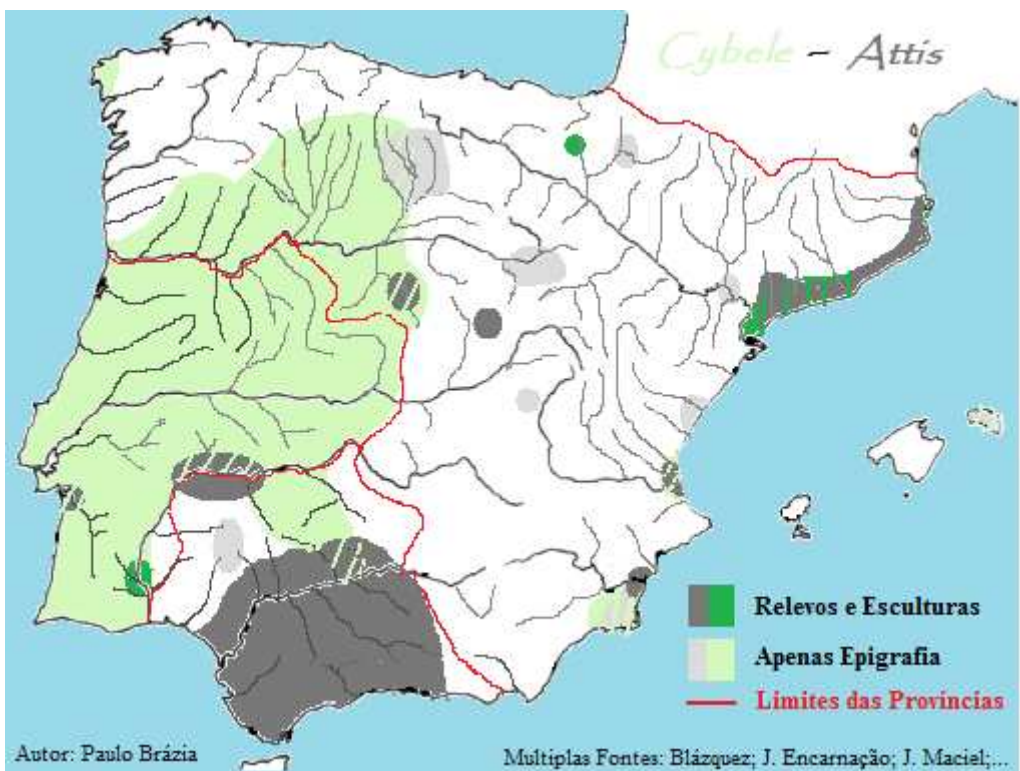 Cybele - Attis
Relevos e Esculturas
Apenas Epigrafia
Limites das Provincias
Autor: Paulo Brázia
Multiplas Fontes: Blázquez; J. Encarnação; J. Maciel;...